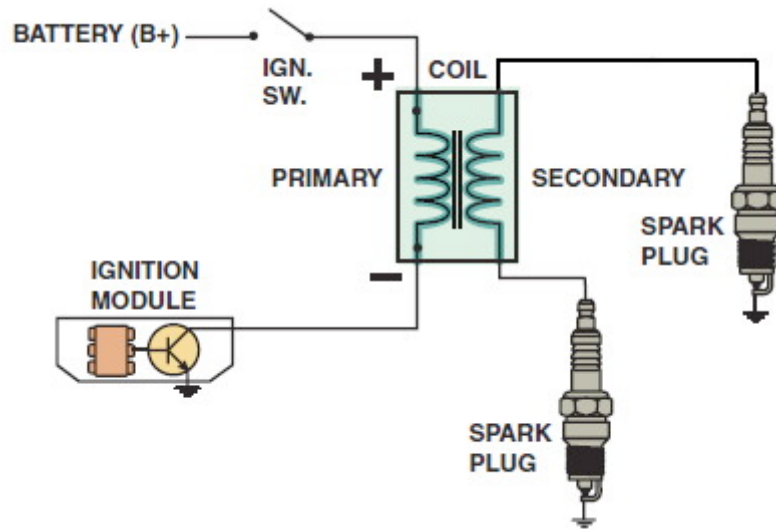 BATTERY (B+)
IGN.
SW.
+
COIL
PRIMARY
SECONDARY
SPARK
PLUG
–
IGNITION
MODULE
SPARK
PLUG